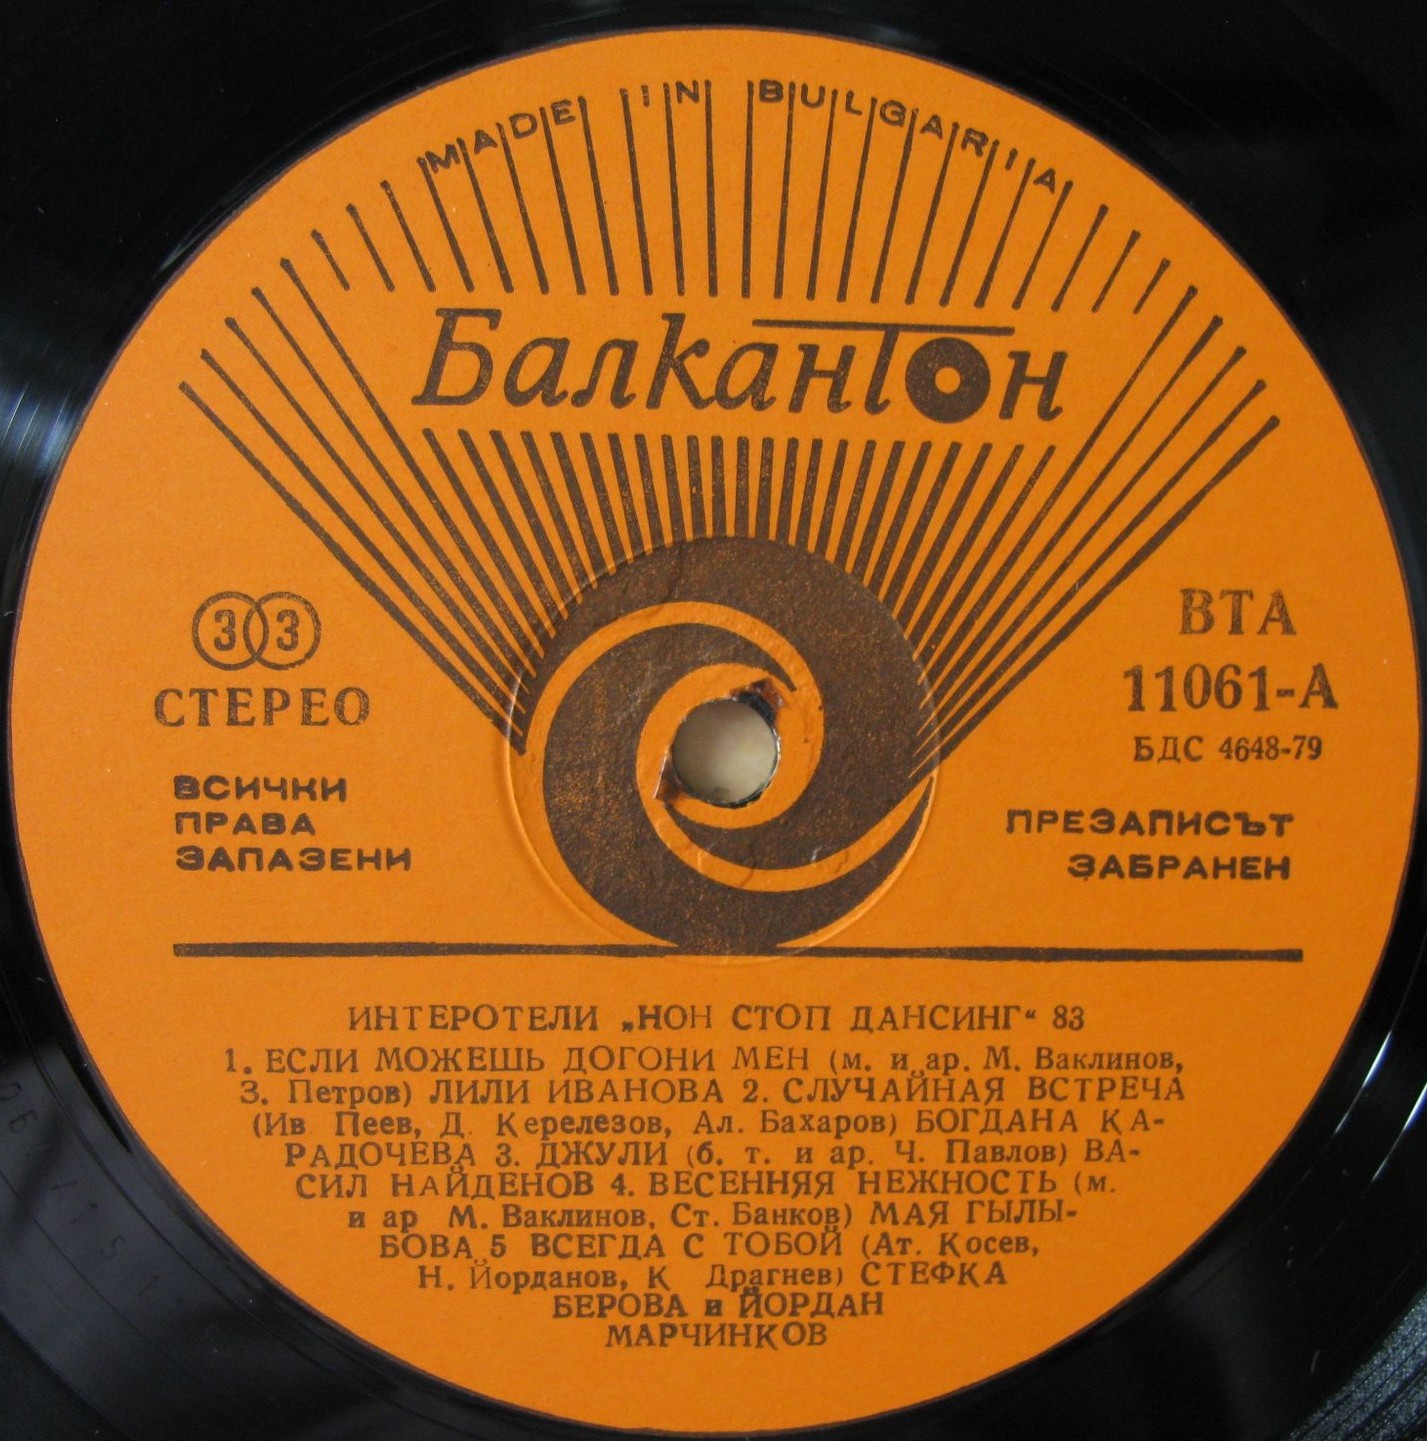 MADE IN BULGARIA
Балкантон
33
СТЕРЕО
ВСИЧКИ
ПРАВА
ЗАПАЗЕНИ
ВТА
11061-А
БДС 4648-79
ПРЕЗАПИСЪТ
ЗАБРАНЕН
ИНТЕРОТЕЛИ „НОН СТОП ДАНСИНГ“ 83
1. ЕСЛИ МОЖЕШЬ ДОГОНИ МЕН (м. и ар. М. Ваклинов,
З. Петров) ЛИЛИ ИВАНОВА 2. СЛУЧАЙНАЯ ВСТРЕЧА
(Ив Пеев, Д. Керелезов, Ал. Бахаров) БОГДАНА КА-
РАДОЧЕВА 3. ДЖУЛИ (б. т. и ар. Ч. Павлов) ВА-
СИЛ НАЙДЕНОВ 4. ВЕСЕННЯЯ НЕЖНОСТЬ (м.
и ар М. Ваклинов, Ст. Банков) МАЯ ГЫЛЫ-
БОВА 5 ВСЕГДА С ТОБОЙ (Ат. Косев,
Н. Йорданов, К Драгнев) СТЕФКА
БЕРОВА и ЙОРДАН
МАРЧИНКОВ